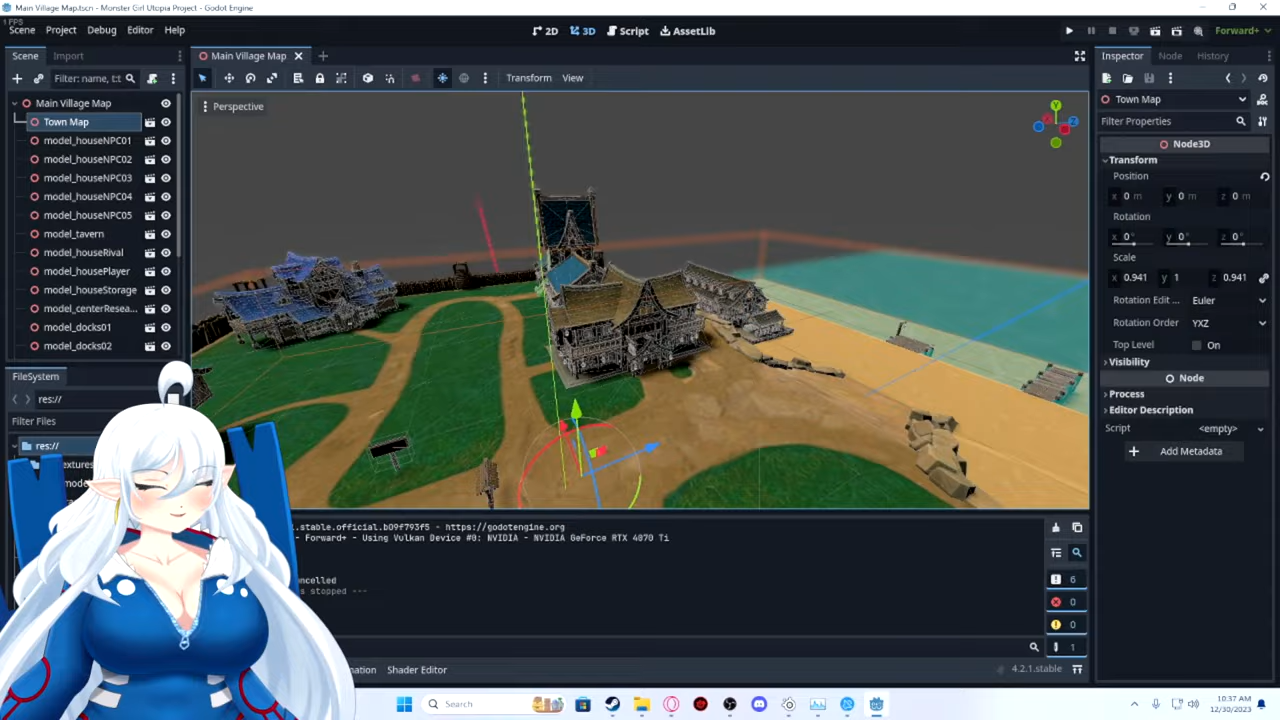 Main Village Map.tscn - Monster Girl Utopia Project - Godot Engine
1 FPS
Scene Project Debug Editor Help
2D 3D Script AssetLib
Forward+
Scene Import
Main Village Map
Inspector Node History
Filter: name, t:t
Transform View
Main Village Map
Town Map
model_houseNPC01
model_houseNPC02
model_houseNPC03
model_houseNPC04
model_houseNPC05
model_tavern
model_houseRival
model_housePlayer
model_houseStorage
model_centerResea...
model_docks01
model_docks02
Perspective
Y
Z
Town Map
Filter Properties
Node3D
Transform
Position
x 0 m y 0 m z 0 m
Rotation
x 0° y 0° z 0°
Scale
x 0.941 y 1 z 0.941
Rotation Edit ... Euler
Rotation Order YXZ
Top Level On
Visibility
Node
Process
Editor Description
Script <empty>
Add Metadata
FileSystem
res://
Filter Files
res://
.stable.official.b09f793f5 - https://godotengine.org
- Forward+ - Using Vulkan Device #0: NVIDIA - NVIDIA GeForce RTX 4070 Ti
ncelled
s stopped ---
6
0
0
1
mation Shader Editor
4.2.1.stable
Search
10:37 AM
12/30/2023